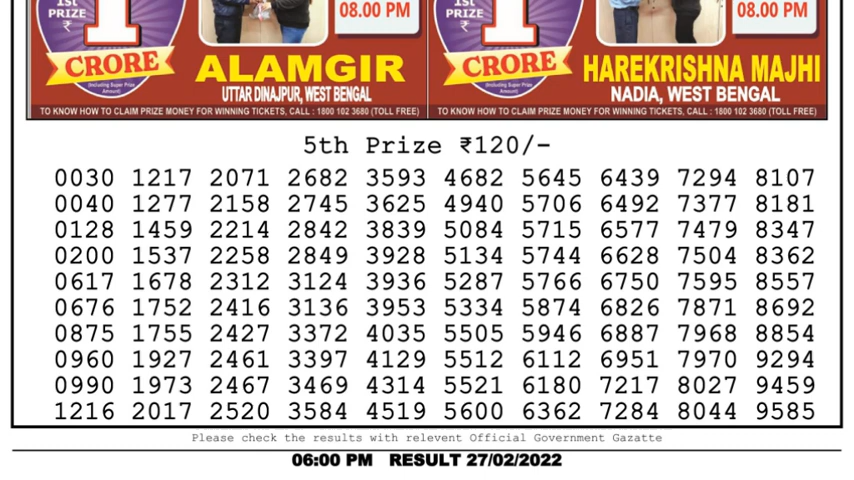 1st
PRIZE 08.00 PM 1st
PRIZE 08.00 PM
₹ 1 ₹ 1
CRORE ALAMGIR CRORE HAREKRISHNA MAJHI
(Including Super Prize Amount) UTTAR DINAJPUR, WEST BENGAL (Including Super Prize Amount) NADIA, WEST BENGAL
TO KNOW HOW TO CLAIM PRIZE MONEY FOR WINNING TICKETS, CALL : 1800 102 3680 (TOLL FREE) TO KNOW HOW TO CLAIM PRIZE MONEY FOR WINNING TICKETS, CALL : 1800 102 3680 (TOLL FREE)
5th Prize ₹120/-
0030 1217 2071 2682 3593 4682 5645 6439 7294 8107
0040 1277 2158 2745 3625 4940 5706 6492 7377 8181
0128 1459 2214 2842 3839 5084 5715 6577 7479 8347
0200 1537 2258 2849 3928 5134 5744 6628 7504 8362
0617 1678 2312 3124 3936 5287 5766 6750 7595 8557
0676 1752 2416 3136 3953 5334 5874 6826 7871 8692
0875 1755 2427 3372 4035 5505 5946 6887 7968 8854
0960 1927 2461 3397 4129 5512 6112 6951 7970 9294
0990 1973 2467 3469 4314 5521 6180 7217 8027 9459
1216 2017 2520 3584 4519 5600 6362 7284 8044 9585
Please check the results with relevent Official Government Gazatte
06:00 PM RESULT 27/02/2022